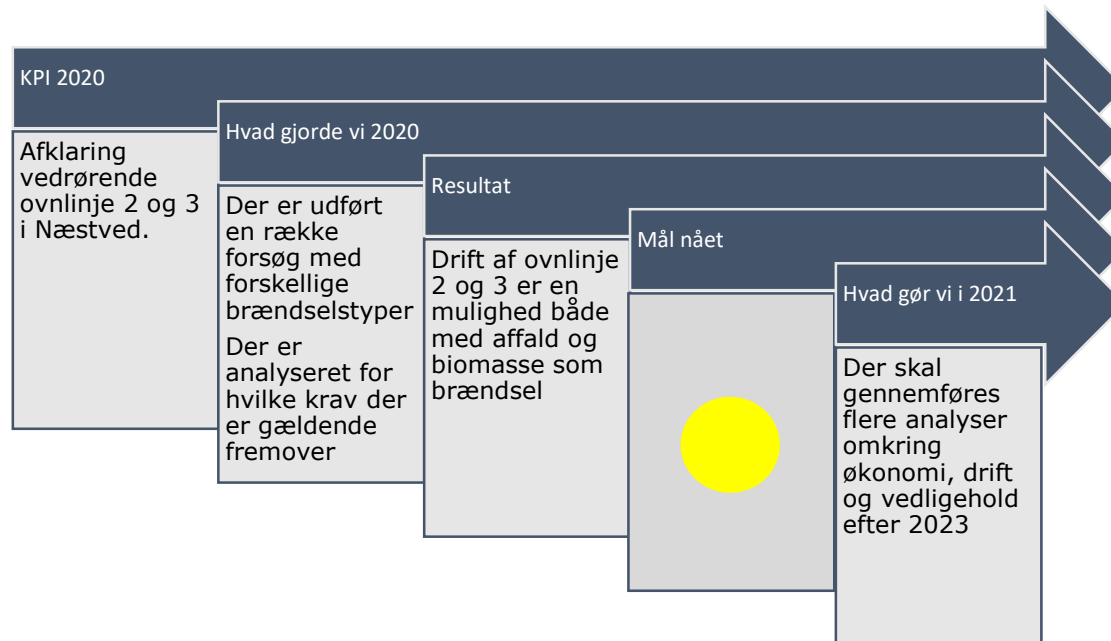 KPI 2020
Afklaring
vedrørende
ovnlinje 2 og 3
i Næstved.
Hvad gjorde vi 2020
Der er udført
en række
forsøg med
forskellige
brændselstyper
Der er
analyseret for
hvilke krav der
er gældende
fremover
Resultat
Drift af ovnlinje
2 og 3 er en
mulighed både
med affald og
biomasse som
brændsel
Mål nået
Hvad gør vi i 2021
Der skal
gennemføres
flere analyser
omkring
økonomi, drift
og vedligehold
efter 2023